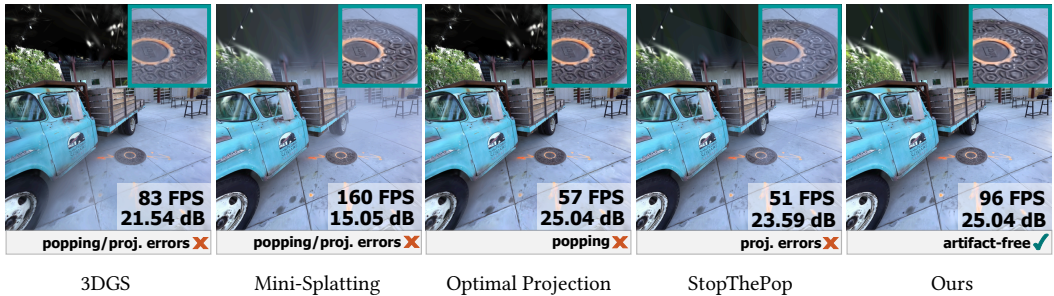 83 FPS
21.54 dB
popping/proj. errors ✗
160 FPS
15.05 dB
popping/proj. errors ✗
57 FPS
25.04 dB
popping ✗
51 FPS
23.59 dB
proj. errors ✗
96 FPS
25.04 dB
artifact-free ✓
3DGS
Mini-Splatting
Optimal Projection
StopThePop
Ours